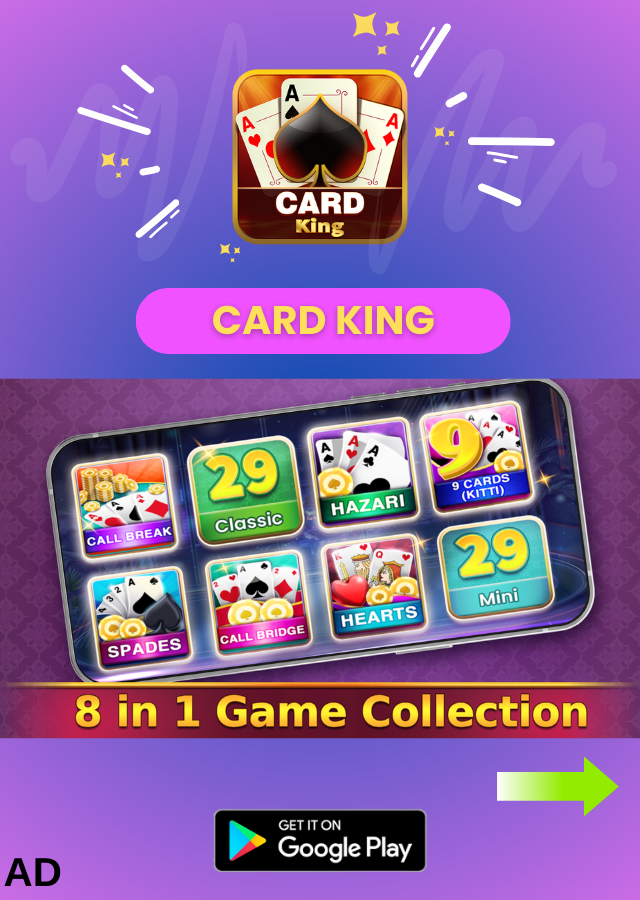 A
A
A
CARD
King
CARD KING
CALL BREAK
29
Classic
HAZARI
9
9 CARDS
(KITTI)
SPADES
CALL BRIDGE
HEARTS
29
Mini
8 in 1 Game Collection
GET IT ON
Google Play
AD